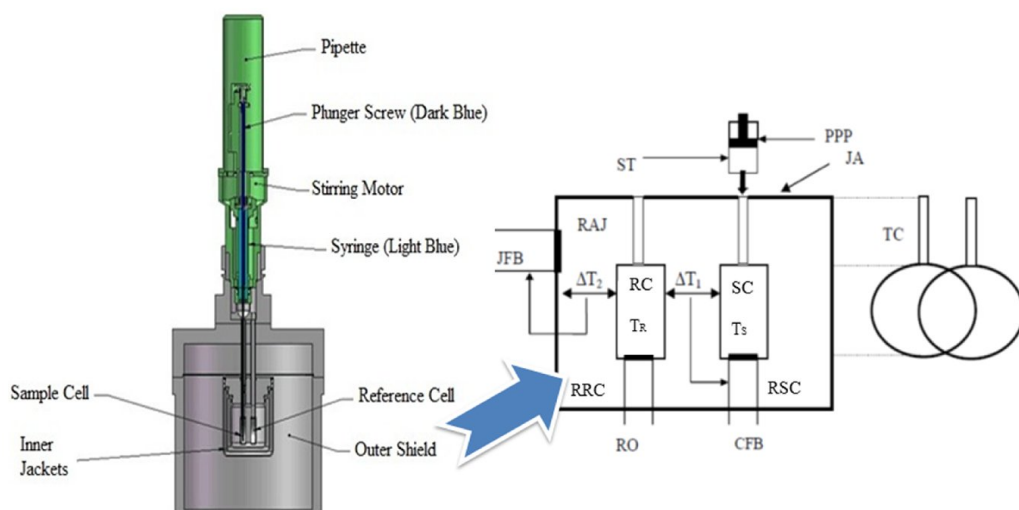 Pipette
Plunger Screw (Dark Blue)
Stirring Motor
Syringe (Light Blue)
Sample Cell
Reference Cell
Inner
Jackets
Outer Shield
PPP
ST
JA
RAJ
TC
JFB
ΔT₂
RC
ΔT₁
SC
TR
TS
RRC
RSC
RO
CFB